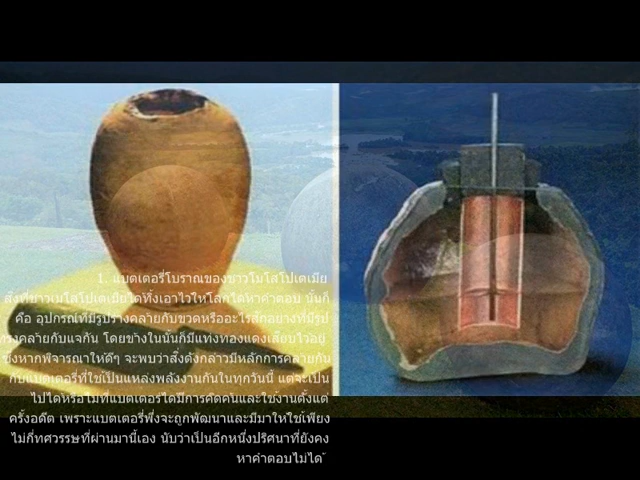 1. แบตเตอรี่โบราณของชาวเมโสโปเตเมีย
สิ่งที่ชาวเมโสโปเตเมียได้ทิ้งเอาไว้ให้โลกได้หาคำตอบ นั่นก็
คือ อุปกรณ์ที่มีรูปร่างคล้ายกับขวดหรืออะไรสักอย่างที่มีรูป
ทรงคล้ายกับแจกัน โดยข้างในนั้นก็มีแท่งทองแดงเสียบไว้อยู่
ซึ่งหากพิจารณาให้ดีๆ จะพบว่าสิ่งดังกล่าวมีหลักการคล้ายกัน
กับแบตเตอรี่ที่ใช้เป็นแหล่งพลังงานกันในทุกวันนี้ แต่จะเป็น
ไปได้หรือไม่ที่แบตเตอรี่ได้มีการคิดค้นและใช้งานตั้งแต่
ครั้งอดีต เพราะแบตเตอรี่พึ่งจะถูกพัฒนาและมีมาให้ใช้เพียง
ไม่กี่ทศวรรษที่ผ่านมานี้เอง นับว่าเป็นอีกหนึ่งปริศนาที่ยังคง
หาคำตอบไม่ได้